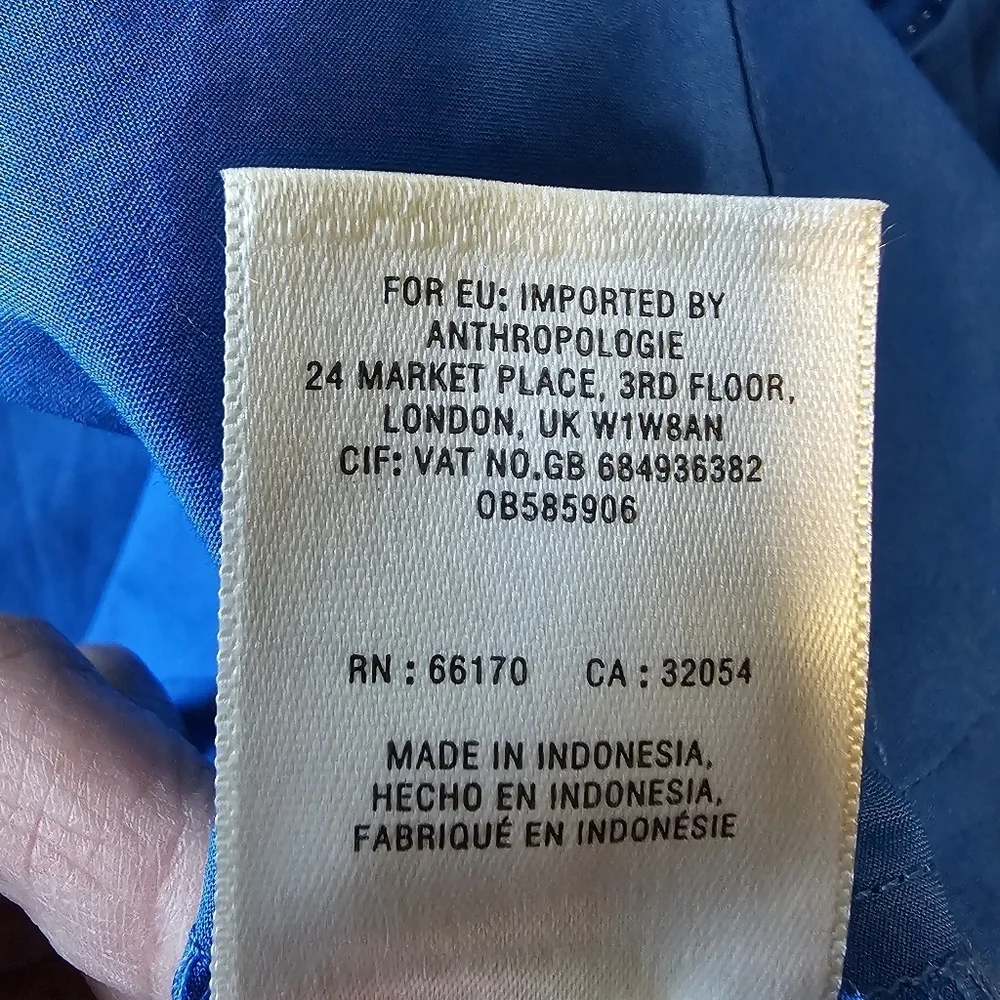 FOR EU: IMPORTED BY
ANTHROPOLOGIE
24 MARKET PLACE, 3RD FLOOR,
LONDON, UK W1W8AN
CIF: VAT NO.GB 684936382
OB585906
RN : 66170 CA : 32054
MADE IN INDONESIA,
HECHO EN INDONESIA,
FABRIQUÉ EN INDONÉSIE